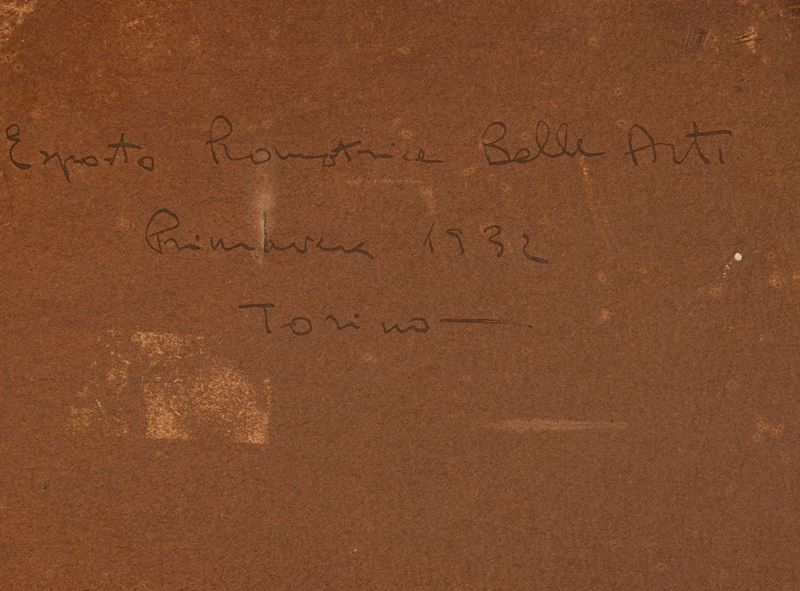 Esposto Promotrice Belle Arti
Primavera 1932
Torino —